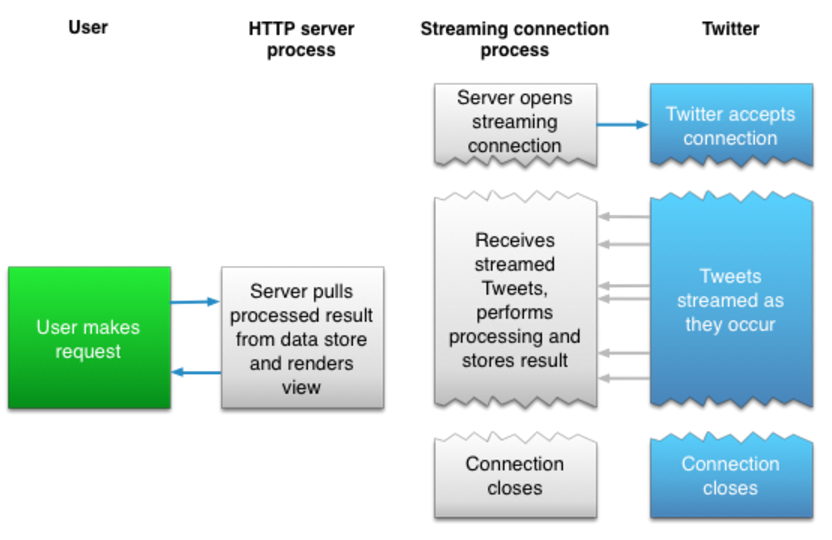 User
HTTP server
process
Streaming connection
process
Twitter
Server opens
streaming
connection
Twitter accepts
connection
User makes
request
Server pulls
processed result
from data store
and renders
view
Receives
streamed
Tweets,
performs
processing and
stores result
Tweets
streamed as
they occur
Connection
closes
Connection
closes